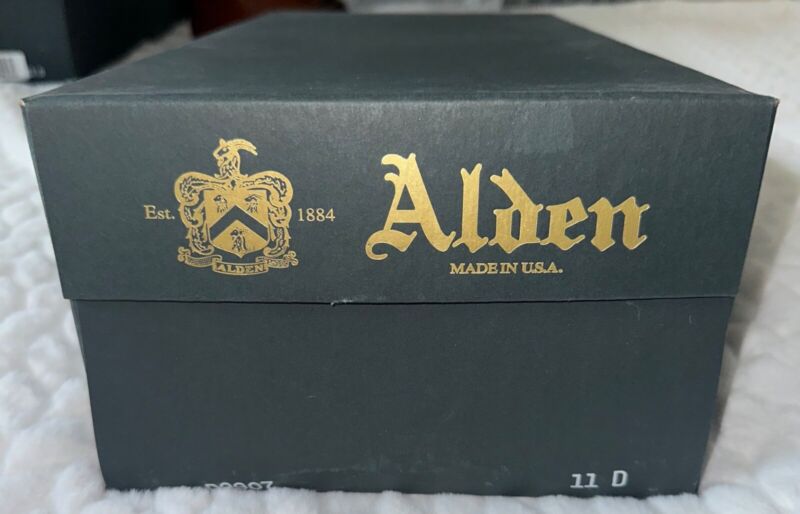 Est.
1884
ALDEN
Alden
MADE IN U.S.A.
11 D